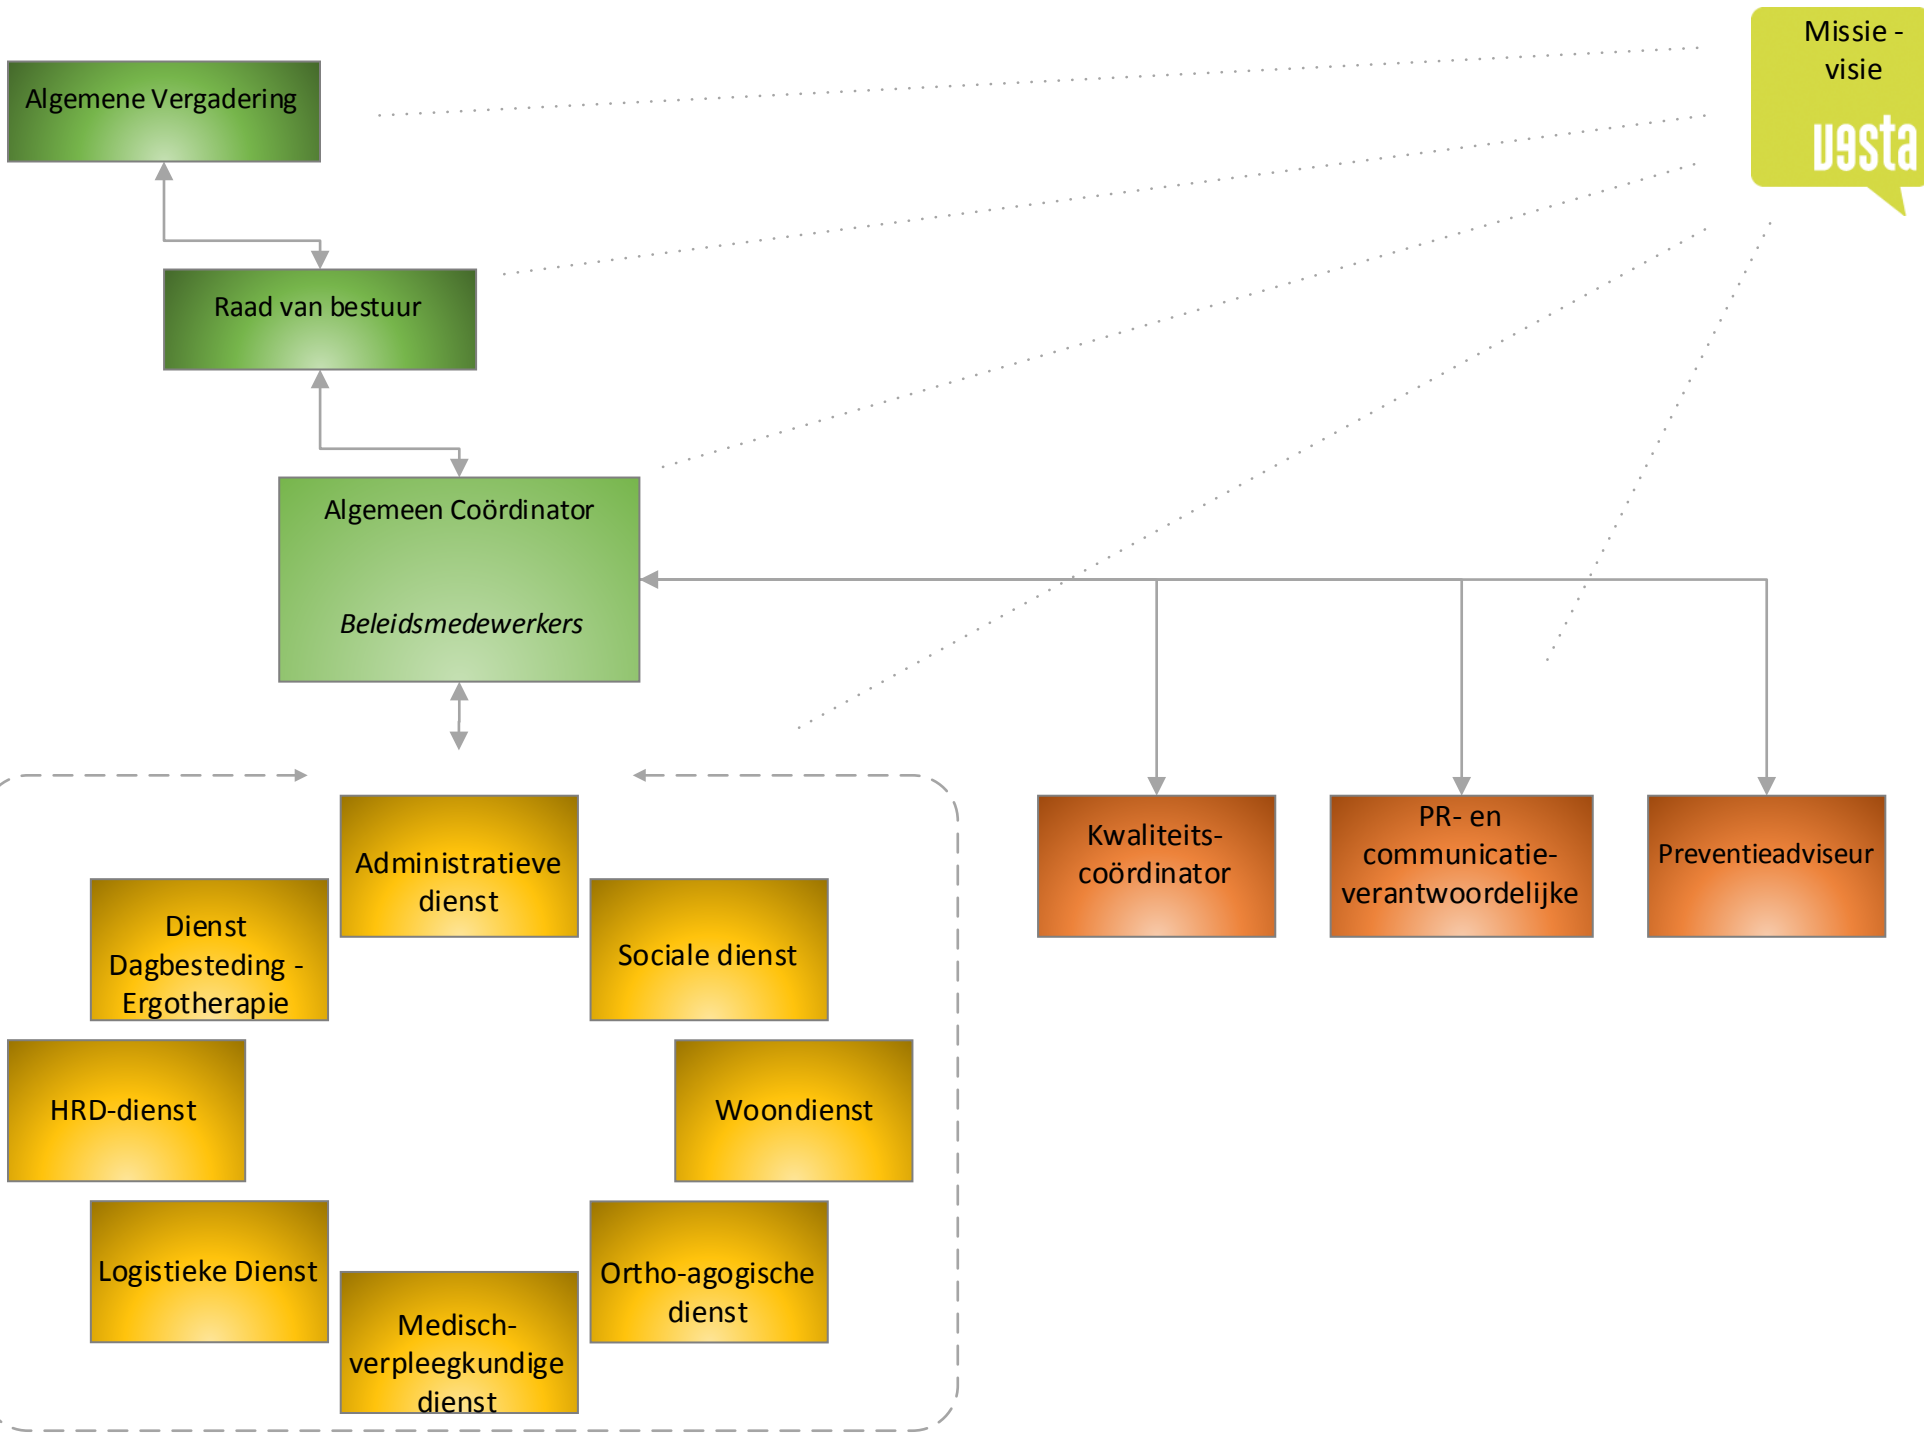 Missie -
visie
vesta
Algemene Vergadering
Raad van bestuur
Algemeen Coördinator
Beleidsmedewerkers
Kwaliteits-
coördinator
PR- en
communicatie-
verantwoordelijke
Preventieadviseur
Administratieve
dienst
Dienst
Dagbesteding -
Ergotherapie
Sociale dienst
HRD-dienst
Woondienst
Logistieke Dienst
Ortho-agogische
dienst
Medisch-
verpleegkundige
dienst